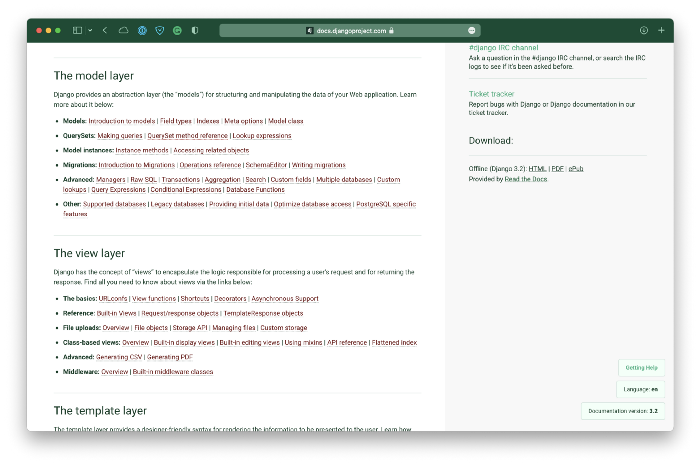 docs.djangoproject.com
The model layer
Django provides an abstraction layer (the “models”) for structuring and manipulating the data of your Web application. Learn
more about it below:
Models: Introduction to models | Field types | Indexes | Meta options | Model class
QuerySets: Making queries | QuerySet method reference | Lookup expressions
Model instances: Instance methods | Accessing related objects
Migrations: Introduction to Migrations | Operations reference | SchemaEditor | Writing migrations
Advanced: Managers | Raw SQL | Transactions | Aggregation | Search | Custom fields | Multiple databases | Custom
lookups | Query Expressions | Conditional Expressions | Database Functions
Other: Supported databases | Legacy databases | Providing initial data | Optimize database access | PostgreSQL specific
features
The view layer
Django has the concept of “views” to encapsulate the logic responsible for processing a user’s request and for returning the
response. Find all you need to know about views via the links below:
The basics: URLconfs | View functions | Shortcuts | Decorators | Asynchronous Support
Reference: Built-in Views | Request/response objects | TemplateResponse objects
File uploads: Overview | File objects | Storage API | Managing files | Custom storage
Class-based views: Overview | Built-in display views | Built-in editing views | Using mixins | API reference | Flattened index
Advanced: Generating CSV | Generating PDF
Middleware: Overview | Built-in middleware classes
The template layer
The template layer provides a designer-friendly syntax for rendering the information to be presented to the user. Learn how
#django IRC channel
Ask a question in the #django IRC channel, or search the IRC
logs to see if it’s been asked before.
Ticket tracker
Report bugs with Django or Django documentation in our
ticket tracker.
Download:
Offline (Django 3.2): HTML | PDF | ePub
Provided by Read the Docs.
Getting Help
Language: en
Documentation version: 3.2